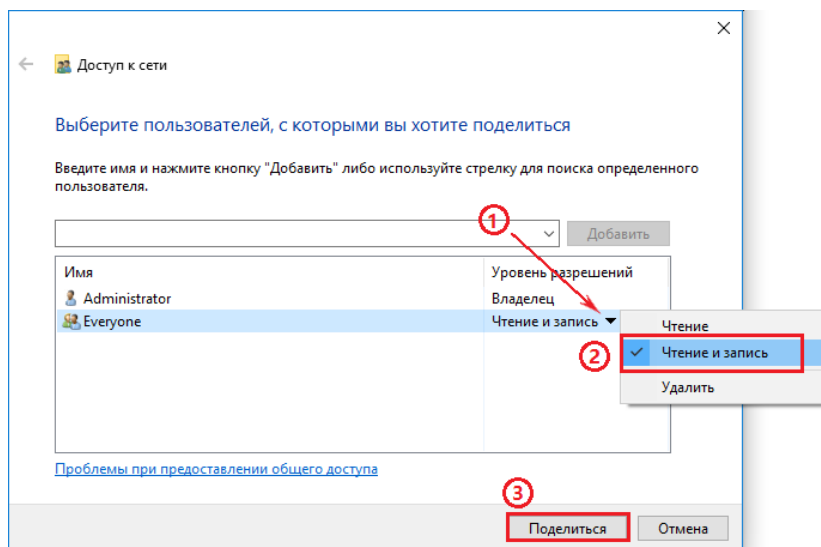 Доступ к сети
Выберите пользователей, с которыми вы хотите поделиться
Введите имя и нажмите кнопку "Добавить" либо используйте стрелку для поиска определенного
пользователя.
1
Добавить
Имя Уровень разрешений
Administrator Владелец
Everyone Чтение и запись
Чтение
2
Чтение и запись
Удалить
Проблемы при предоставлении общего доступа
3
Поделиться Отмена